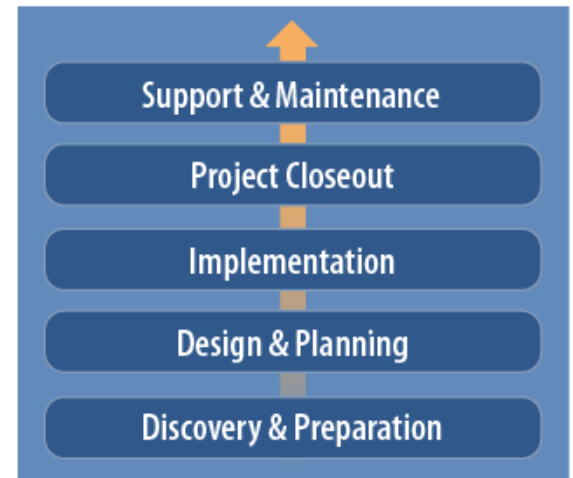 Support & Maintenance
Project Closeout
Implementation
Design & Planning
Discovery & Preparation